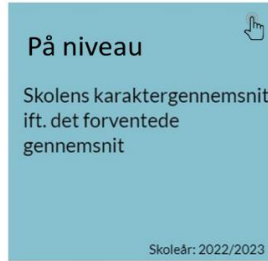 På niveau
Skolens karaktergennemsnit
ift. det forventede
gennemsnit
Skoleår: 2022/2023